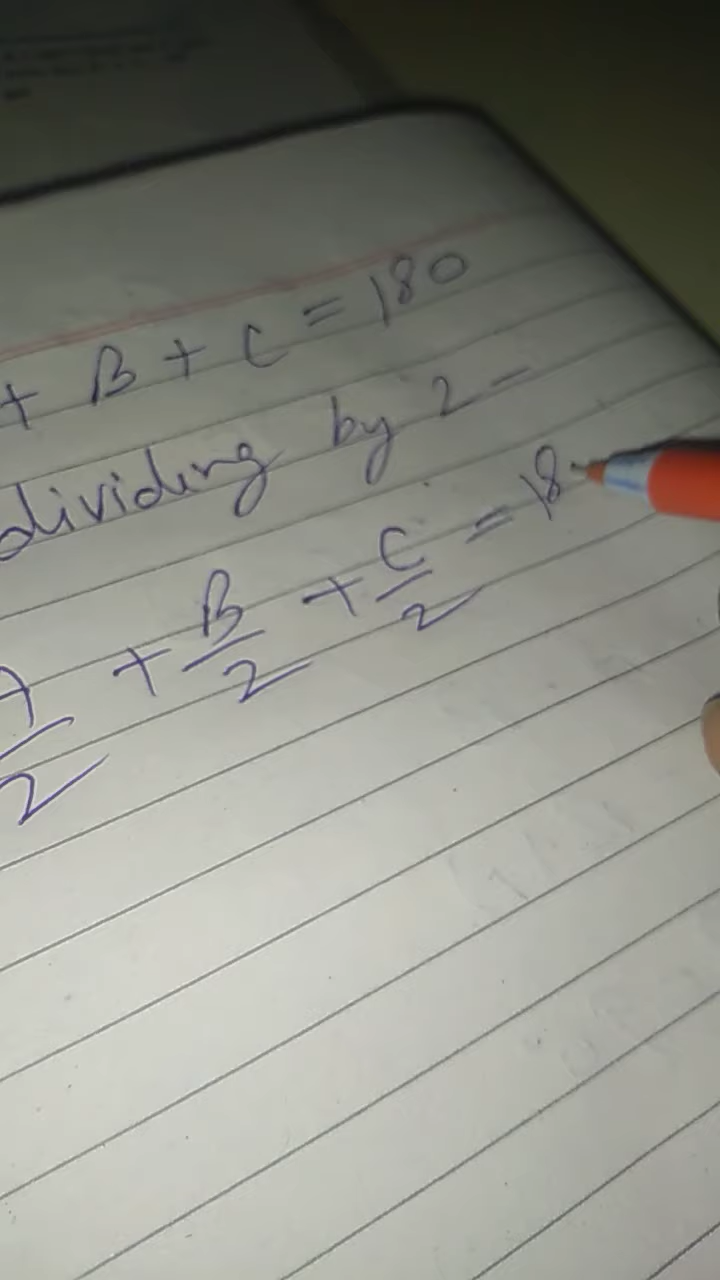 + B + C = 180
dividing by 2 -
A/2 + B/2 + C/2 = 18